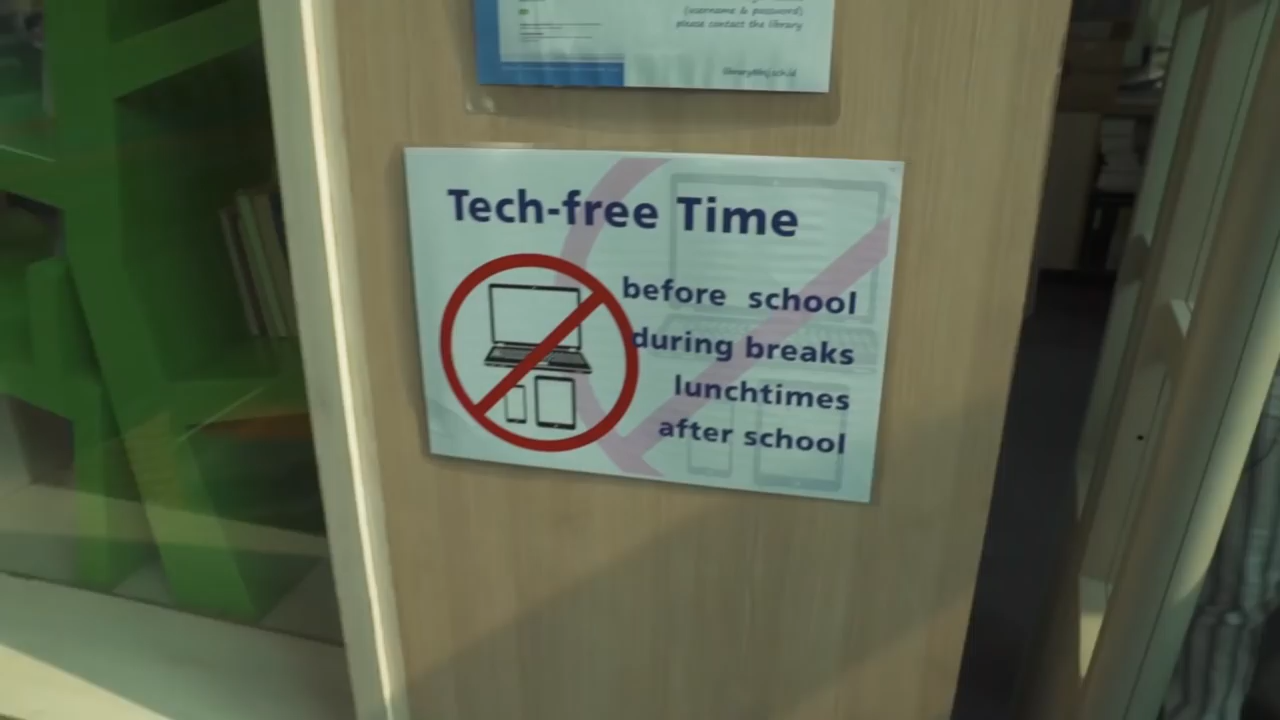 (username & password)
please contact the library
Tech-free Time
before school
during breaks
lunchtimes
after school